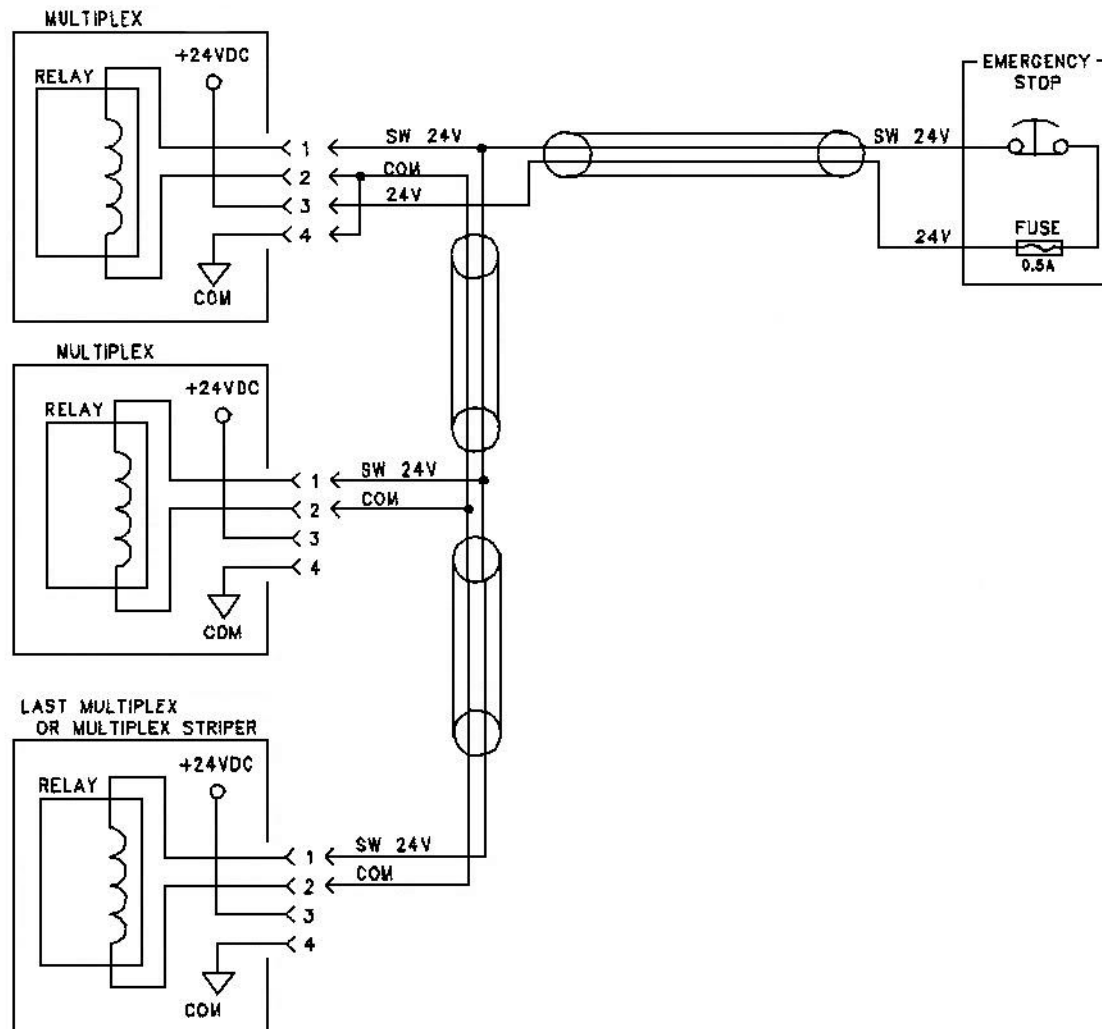 MULTIPLEX
+24VDC
RELAY
1
2
3
4
COM
SW 24V
COM
24V
SW 24V
24V
EMERGENCY
STOP
FUSE
0.5A
MULTIPLEX
+24VDC
RELAY
1
2
3
4
COM
SW 24V
COM
LAST MULTIPLEX
OR MULTIPLEX STRIPER
+24VDC
RELAY
1
2
3
4
COM
SW 24V
COM